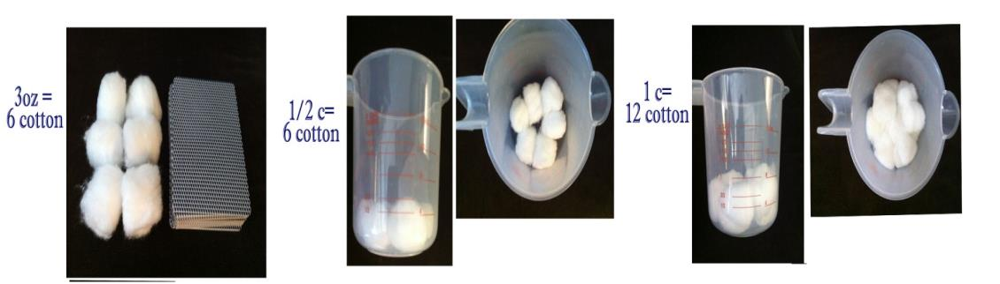 3oz =
6 cotton
1/2 c=
6 cotton
1 c=
12 cotton